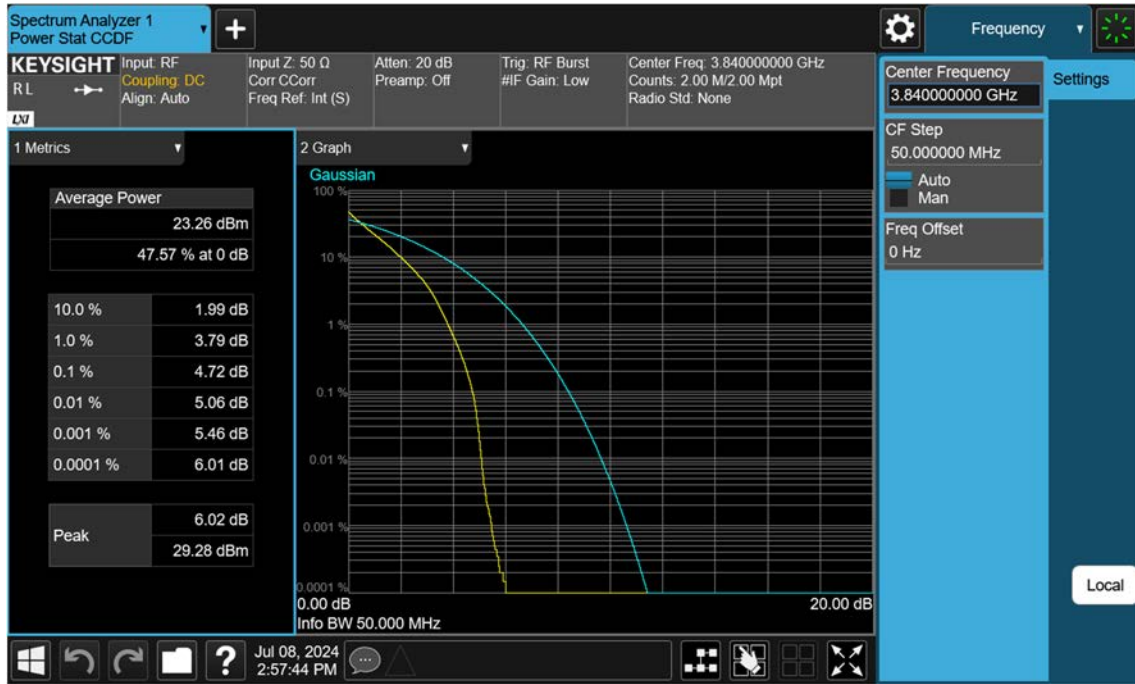 Spectrum Analyzer 1
Power Stat CCDF
Frequency
KEYSIGHT
R L
LXI
Input: RF
Coupling: DC
Align: Auto
Input Z: 50 Ω
Corr CCorr
Freq Ref: Int (S)
Atten: 20 dB
Preamp: Off
Trig: RF Burst
#IF Gain: Low
Center Freq: 3.840000000 GHz
Counts: 2.00 M/2.00 Mpt
Radio Std: None
Center Frequency
3.840000000 GHz
Settings
CF Step
50.000000 MHz
Auto
Man
Freq Offset
0 Hz
1 Metrics
Average Power
23.26 dBm
47.57 % at 0 dB
10.0 % 1.99 dB
1.0 % 3.79 dB
0.1 % 4.72 dB
0.01 % 5.06 dB
0.001 % 5.46 dB
0.0001 % 6.01 dB
Peak
6.02 dB
29.28 dBm
2 Graph
Gaussian
100 %
10 %
1 %
0.1 %
0.01 %
0.001 %
0.0001 %
0.00 dB 20.00 dB
Info BW 50.000 MHz
Local
?
Jul 08, 2024
2:57:44 PM